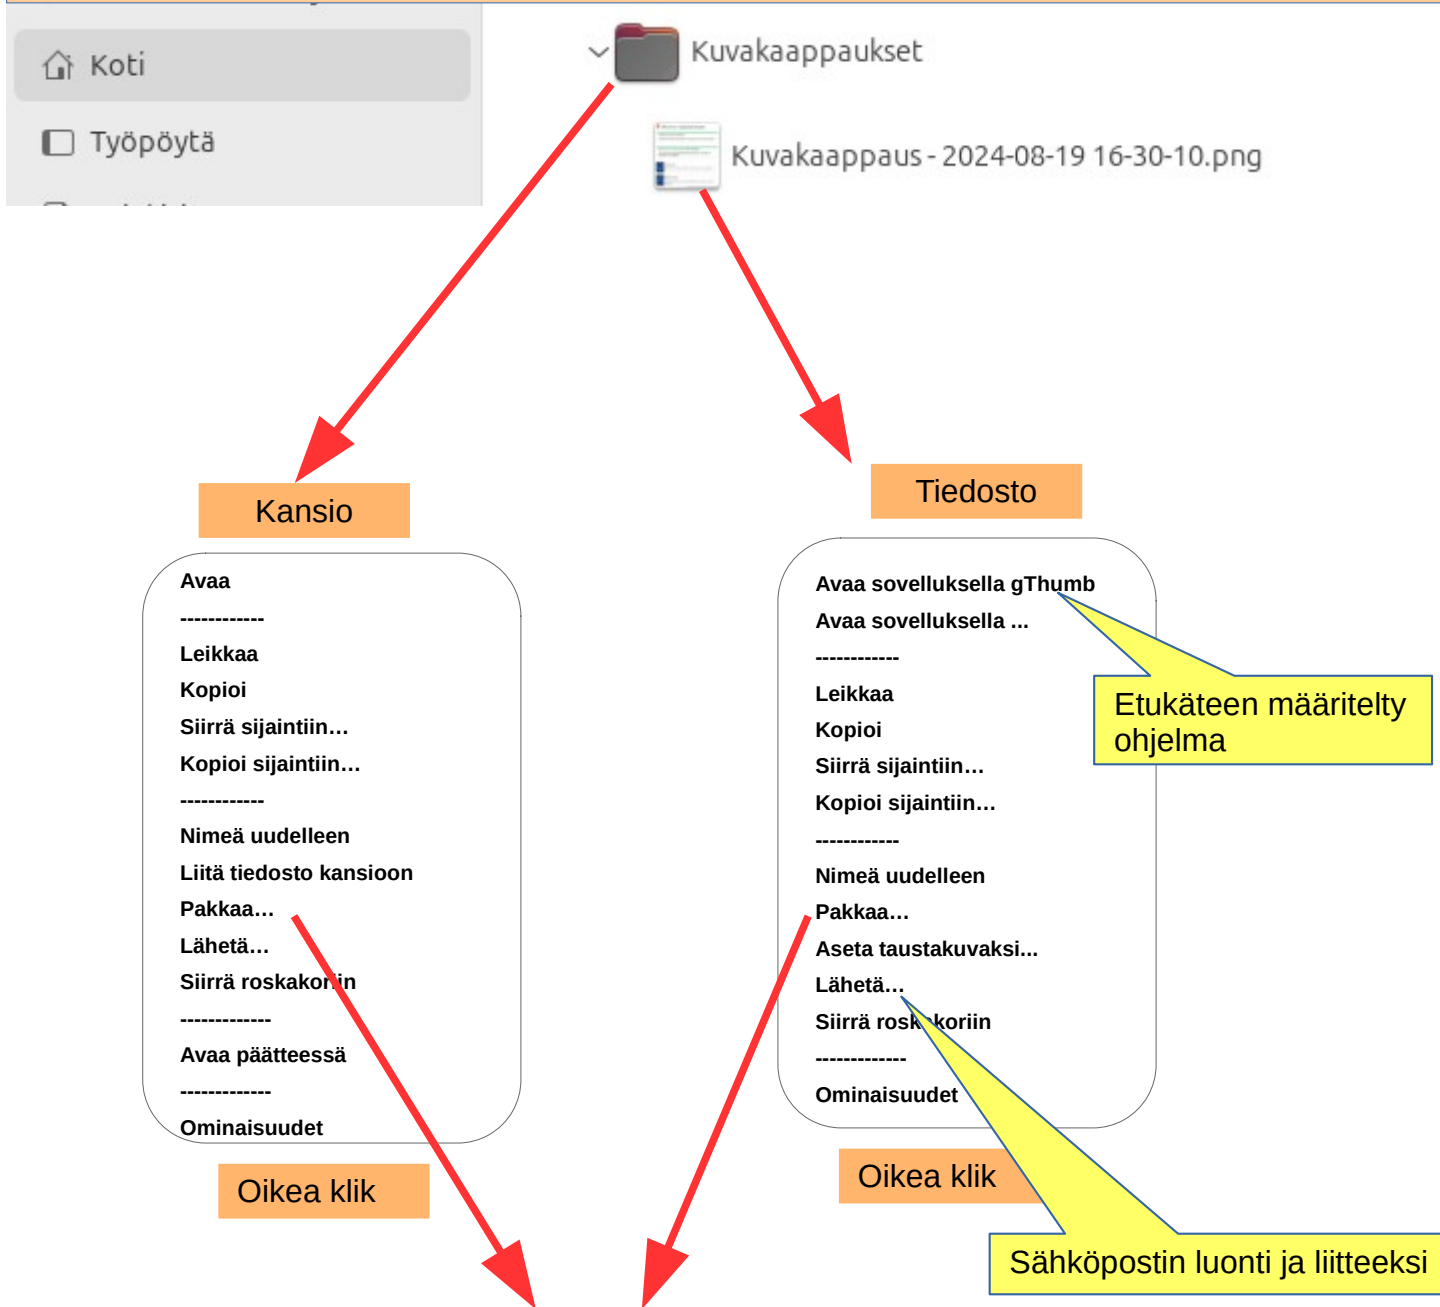 Koti
Työpöytä
Kuvakaappaukset
Kuvakaappaus - 2024-08-19 16-30-10.png
Kansio
Avaa
------------
Leikkaa
Kopioi
Siirrä sijaintiin…
Kopioi sijaintiin…
------------
Nimeä uudelleen
Liitä tiedosto kansioon
Pakkaa…
Lähetä…
Siirrä roskakoriin
-------------
Avaa päätteessä
-------------
Ominaisuudet
Oikea klik
Tiedosto
Avaa sovelluksella gThumb
Avaa sovelluksella ...
------------
Leikkaa
Kopioi
Siirrä sijaintiin…
Kopioi sijaintiin…
------------
Nimeä uudelleen
Pakkaa…
Aseta taustakuvaksi...
Lähetä…
Siirrä roskakoriin
-------------
Ominaisuudet
Oikea klik
Etukäteen määritelty
ohjelma
Sähköpostin luonti ja liitteeksi